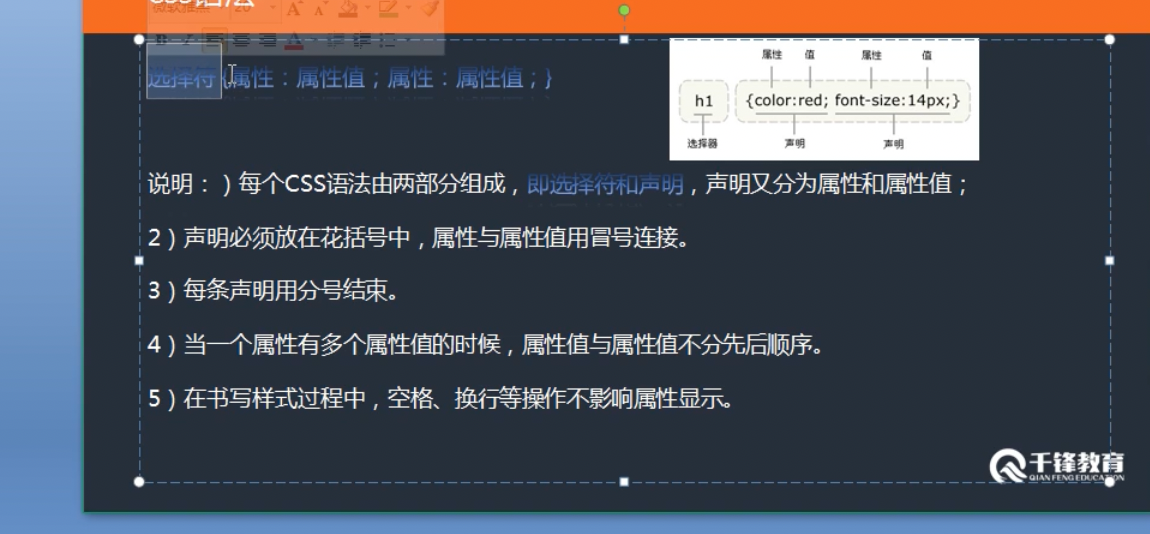 CSS语法
选择符 {属性：属性值；属性：属性值；}
属性 值 属性 值
h1 {color:red; font-size:14px;}
选择器 声明 声明
说明：）每个CSS语法由两部分组成，即选择符和声明，声明又分为属性和属性值；
2）声明必须放在花括号中，属性与属性值用冒号连接。
3）每条声明用分号结束。
4）当一个属性有多个属性值的时候，属性值与属性值不分先后顺序。
5）在书写样式过程中，空格、换行等操作不影响属性显示。
千锋教育
QIANFENG EDUCATION